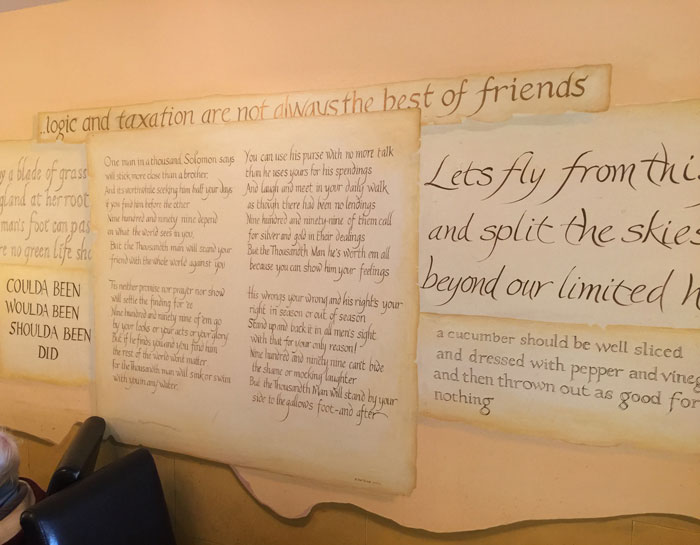 ...logic and taxation are not always the best of friends
y a blade of grass
gland at her root
man's foot can pas
re no green life sho
COULDA BEEN
WOULDA BEEN
SHOULDA BEEN
DID
One man in a thousand Solomon says
will stick more close than a brother
And it's worthwhile seeking him half your days
if you find him before the other
Nine hundred and ninety nine depend
on what the world sees in you
But the Thousandth man will stand your
friend with the whole world against you
Tis neither promise nor prayer nor show
will settle the finding for 'ee
Nine hundred and ninety nine of 'em go
by your looks or your acts or your glory
But if he finds you and you find him
the rest of the world don't matter
For the Thousandth man will sink or swim
with you in any water
You can use his purse with no more talk
than he uses yours for his spendings
And laugh and meet in your daily walk
as though there had been no lendings
Nine hundred and ninety-nine of them call
for silver and gold in their dealings
But the Thousandth Man he's worth em all
because you can show him your feelings
His wrongs your wrong and his right's your
right in season or out of season
Stand up and back it in all men's sight
with that for your only reason!
Nine hundred and ninety nine can't bide
the shame or mocking laughter
But the Thousandth Man will stand by your
side to the gallows foot-and after
Lets fly from this
and split the skies
beyond our limited
a cucumber should be well sliced
and dressed with pepper and vineg
and then thrown out as good for
nothing